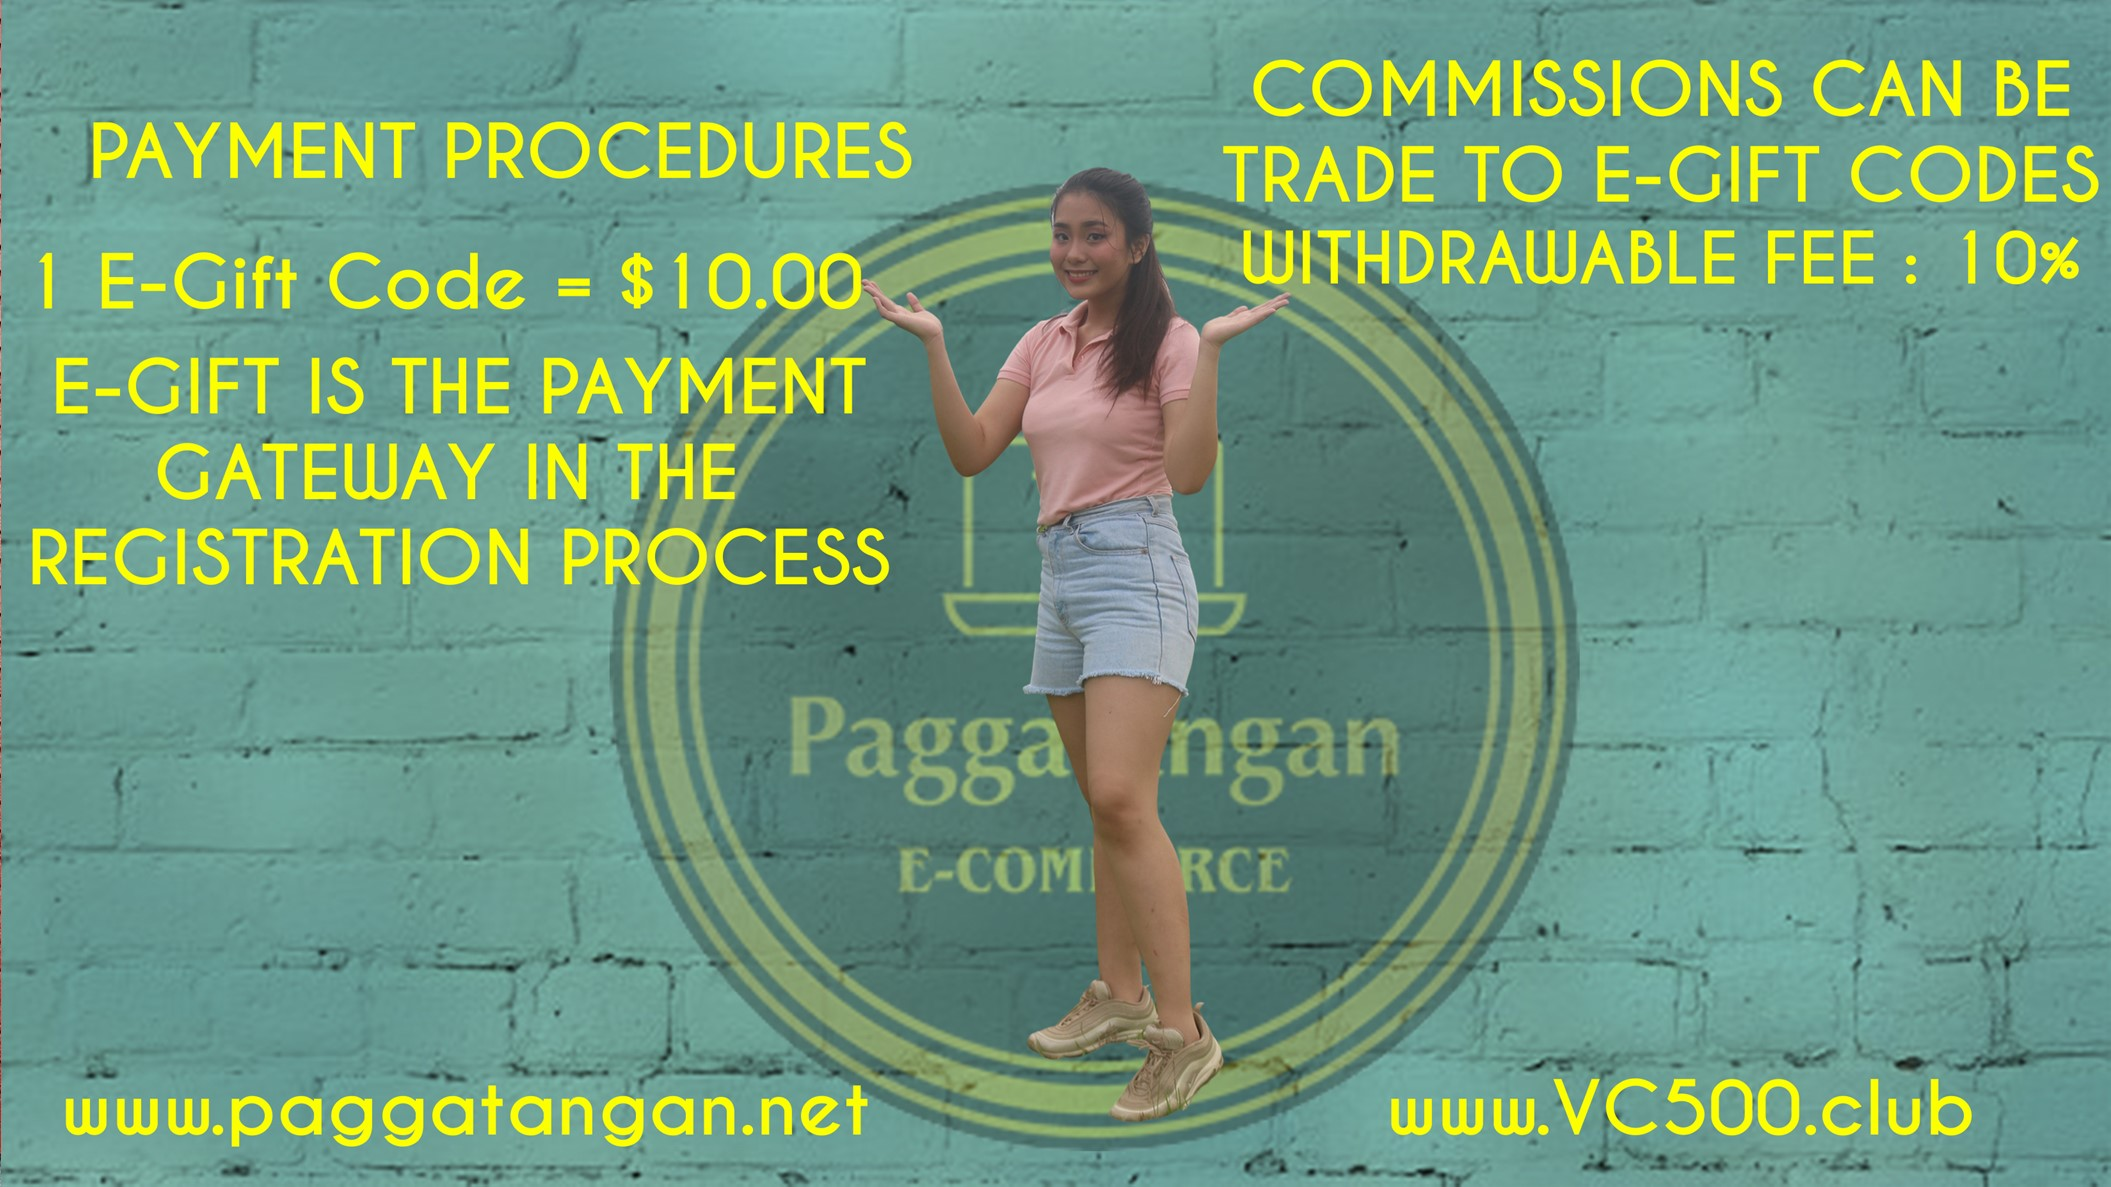 PAYMENT PROCEDURES
1 E-Gift Code = $10.00
E-GIFT IS THE PAYMENT
GATEWAY IN THE
REGISTRATION PROCESS
COMMISSIONS CAN BE
TRADE TO E-GIFT CODES
WITHDRAWABLE FEE : 10%
Paggatangan
E-COMMERCE
www.paggatangan.net
www.VC500.club